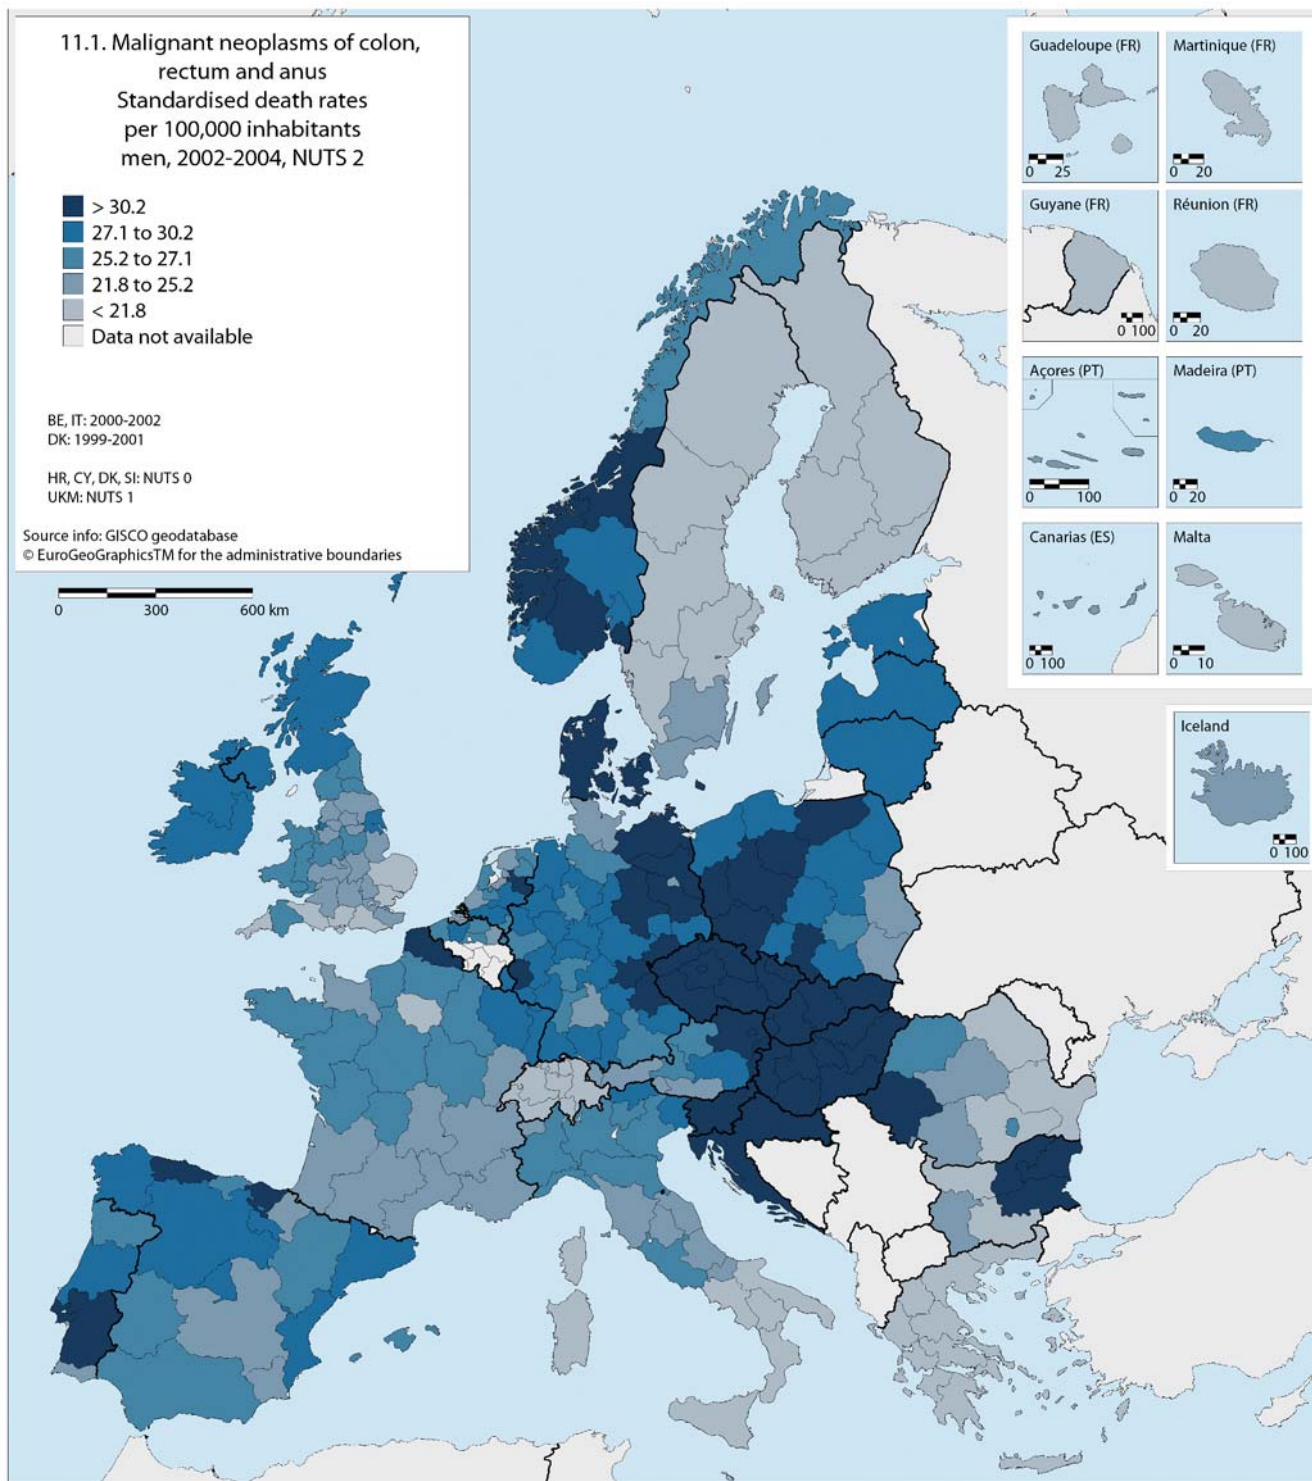 11.1. Malignant neoplasms of colon,
rectum and anus
Standardised death rates
per 100,000 inhabitants
men, 2002-2004, NUTS 2
> 30.2
27.1 to 30.2
25.2 to 27.1
21.8 to 25.2
< 21.8
Data not available
BE, IT: 2000-2002
DK: 1999-2001
HR, CY, DK, SI: NUTS 0
UKM: NUTS 1
Source info: GISCO geodatabase
© EuroGeoGraphicsTM for the administrative boundaries
0 300 600 km
Guadeloupe (FR)
0 25
Martinique (FR)
0 20
Guyane (FR)
0 100
Réunion (FR)
0 20
Açores (PT)
0 100
Madeira (PT)
0 20
Canarias (ES)
0 100
Malta
0 10
Iceland
0 100